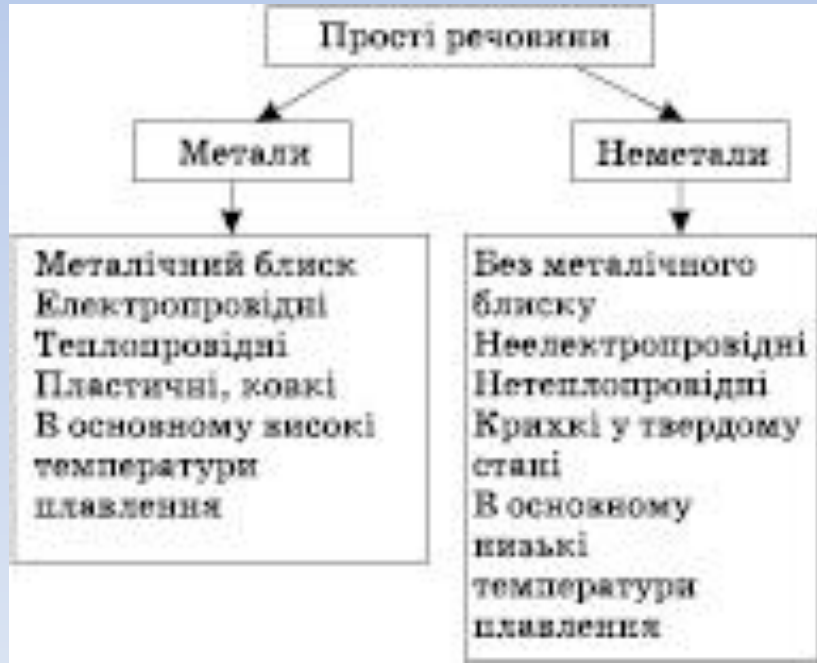 Прості речовини
Метали
Неметали
Металічний блиск
Електропровідні
Теплопровідні
Пластичні, ковкі
В основному високі
температури
плавлення
Без металічного
блиску
Неелектропровідні
Нетеплопровідні
Крихкі у твердому
стані
В основному
низькі
температури
плавлення